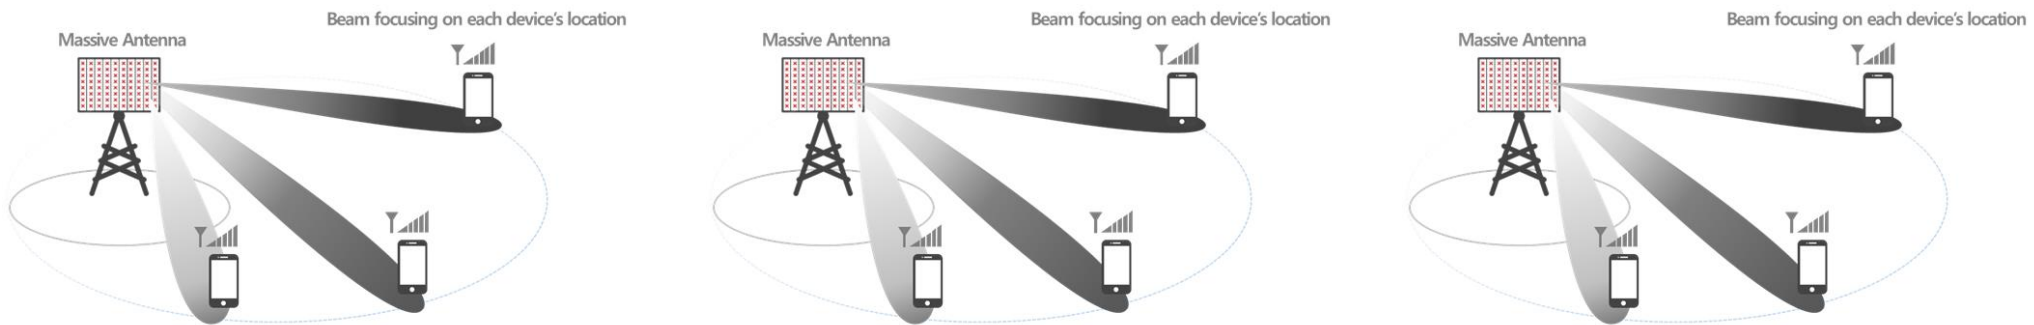 Beam focusing on each device's location
Massive Antenna
Beam focusing on each device's location
Massive Antenna
Beam focusing on each device's location
Massive Antenna